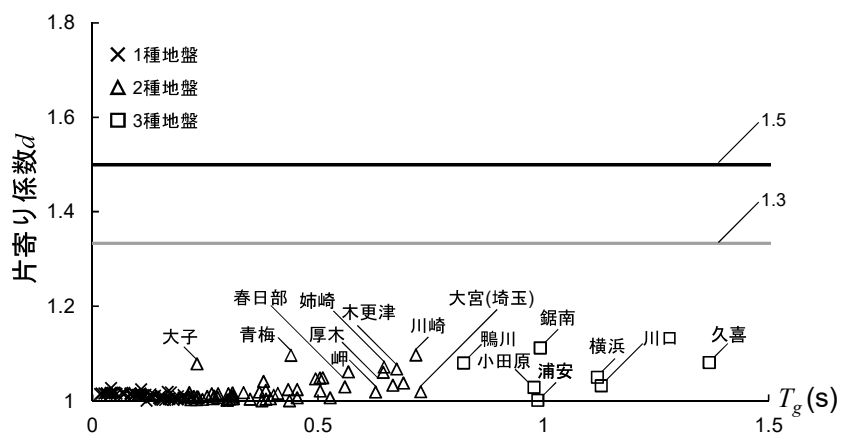 1.8
1.6
1.4
1.2
1
片寄り係数d
1種地盤
2種地盤
3種地盤
1.5
1.3
春日部
姉崎
木更津
大宮(埼玉)
大子
青梅
厚木
川崎
岬
鴨川
鋸南
小田原
浦安
横浜
川口
久喜
0
0.5
1
1.5
Tg(s)